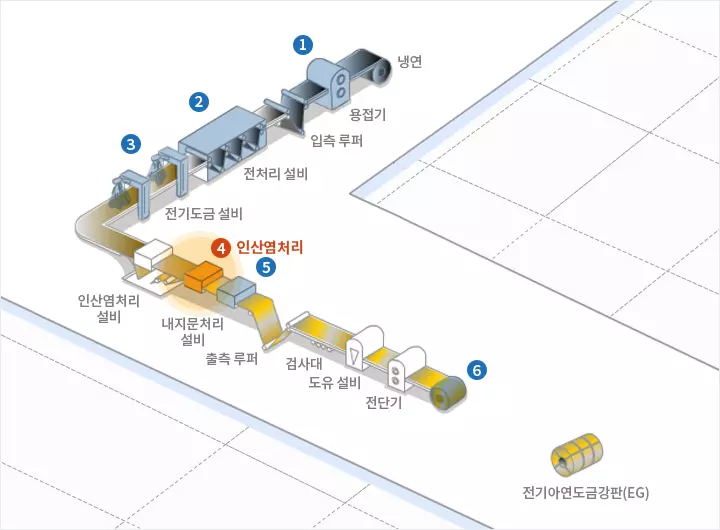 1
냉연
용접기
2
입측 루퍼
3
전처리 설비
전기도금 설비
4 인산염처리
5
인산염처리
설비
내지문처리
설비
출측 루퍼
검사대
도유 설비
전단기
6
전기아연도금강판(EG)